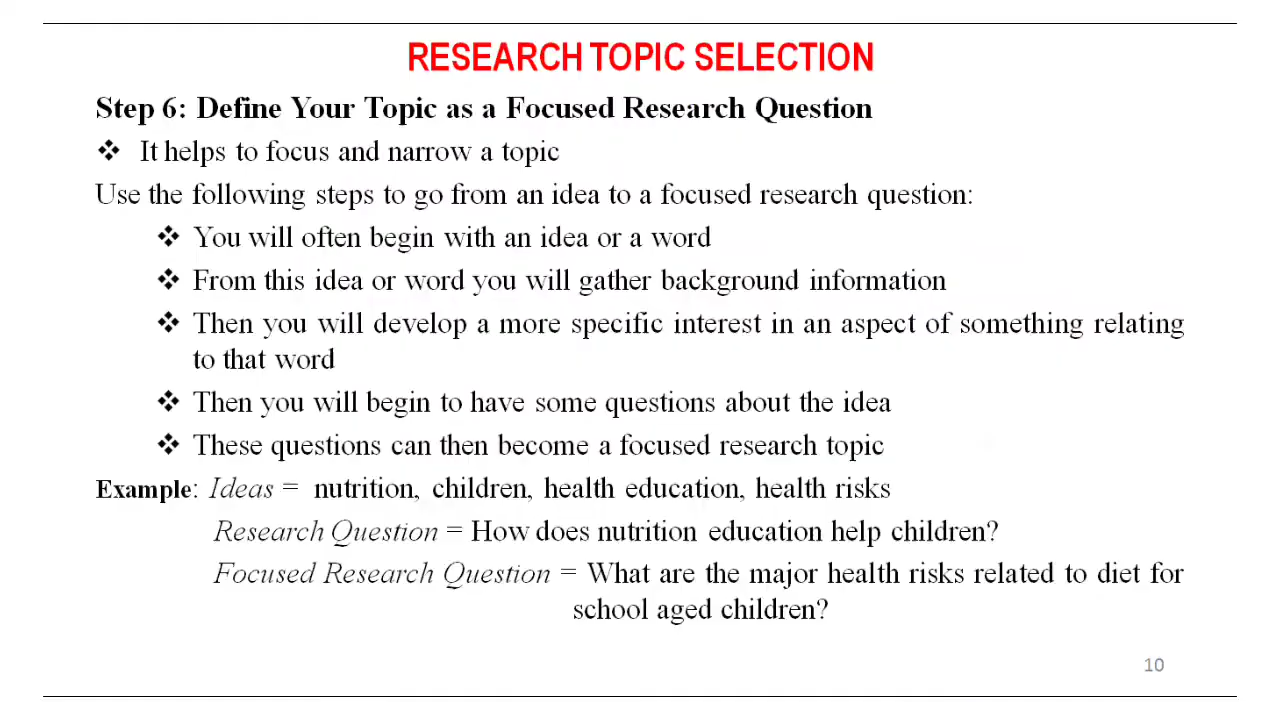 RESEARCH TOPIC SELECTION
Step 6: Define Your Topic as a Focused Research Question
❖ It helps to focus and narrow a topic
Use the following steps to go from an idea to a focused research question:
❖ You will often begin with an idea or a word
❖ From this idea or word you will gather background information
❖ Then you will develop a more specific interest in an aspect of something relating
to that word
❖ Then you will begin to have some questions about the idea
❖ These questions can then become a focused research topic
Example: Ideas = nutrition, children, health education, health risks
Research Question = How does nutrition education help children?
Focused Research Question = What are the major health risks related to diet for
school aged children?
10